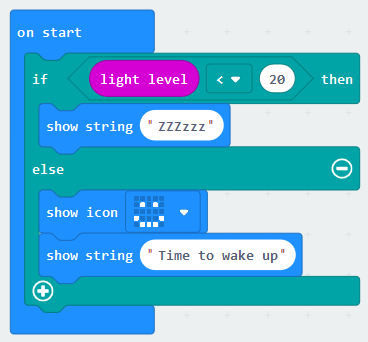 on start
if light level < 20 then
show string "ZZZzzz"
else
show icon
show string "Time to wake up"